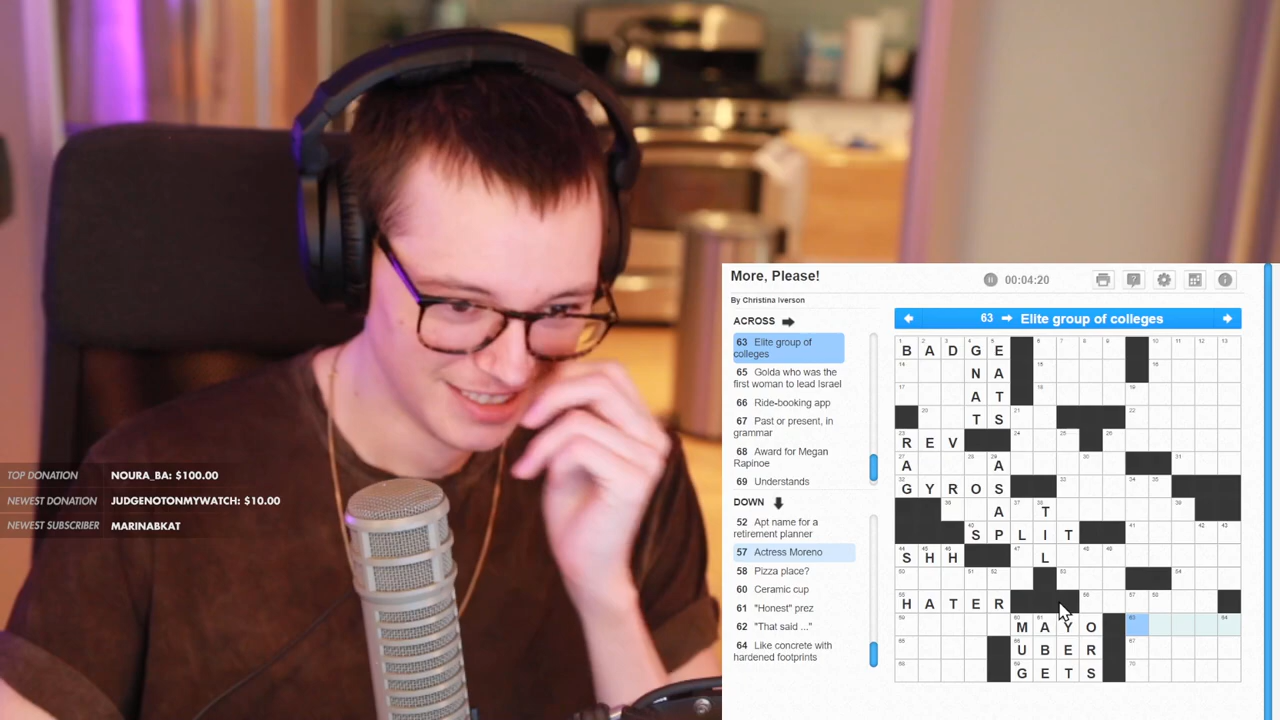 TOP DONATION NOURA_BA: $100.00
NEWEST DONATION JUDGENOTONMYWATCH: $10.00
NEWEST SUBSCRIBER MARINABKAT
More, Please!
00:04:20
By Christina Iverson
ACROSS
63 Elite group of
colleges
65 Golda who was the
first woman to lead Israel
66 Ride-booking app
67 Past or present, in
grammar
68 Award for Megan
Rapinoe
69 Understands
DOWN
52 Apt name for a
retirement planner
57 Actress Moreno
58 Pizza place?
60 Ceramic cup
61 "Honest" prez
62 "That said ..."
64 Like concrete with
hardened footprints
63 Elite group of colleges
B A D G E
N A
A T
T S
R E V
A A
G Y R O S S
A T
S P L I T
S H H L
H A T E R
M A Y O
U B E R
G E T S